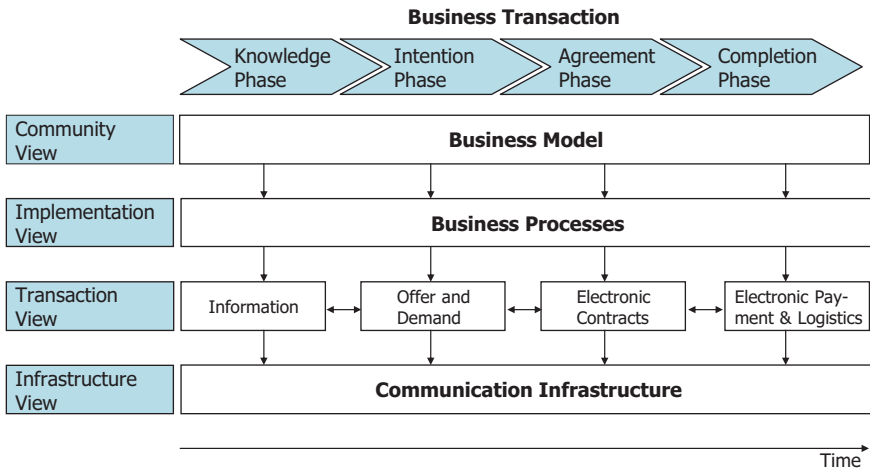 Business Transaction
Knowledge
Phase
Intention
Phase
Agreement
Phase
Completion
Phase
Community
View
Business Model
Implementation
View
Business Processes
Transaction
View
Information
Offer and
Demand
Electronic
Contracts
Electronic Pay-
ment & Logistics
Infrastructure
View
Communication Infrastructure
Time